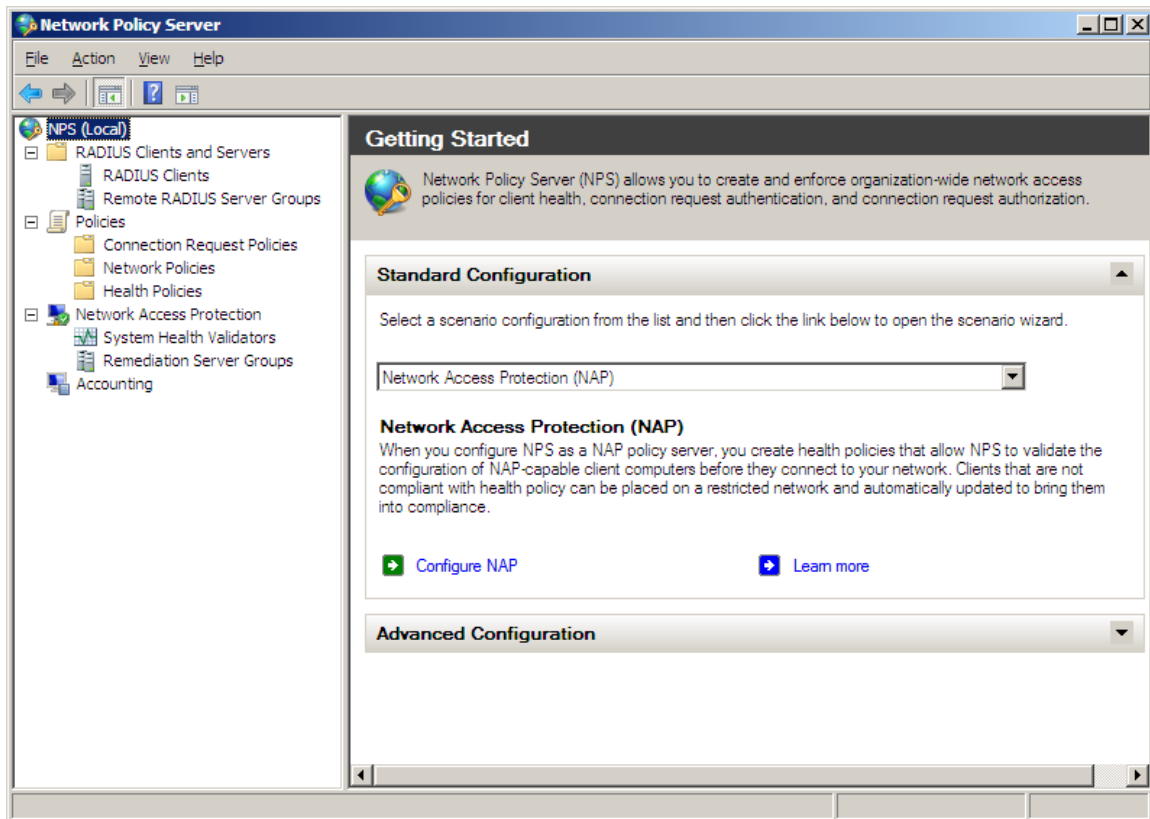 Network Policy Server
File Action View Help
NPS (Local)
RADIUS Clients and Servers
RADIUS Clients
Remote RADIUS Server Groups
Policies
Connection Request Policies
Network Policies
Health Policies
Network Access Protection
System Health Validators
Remediation Server Groups
Accounting
Getting Started
Network Policy Server (NPS) allows you to create and enforce organization-wide network access
policies for client health, connection request authentication, and connection request authorization.
Standard Configuration
Select a scenario configuration from the list and then click the link below to open the scenario wizard.
Network Access Protection (NAP)
Network Access Protection (NAP)
When you configure NPS as a NAP policy server, you create health policies that allow NPS to validate the
configuration of NAP-capable client computers before they connect to your network. Clients that are not
compliant with health policy can be placed on a restricted network and automatically updated to bring them
into compliance.
Configure NAP
Learn more
Advanced Configuration